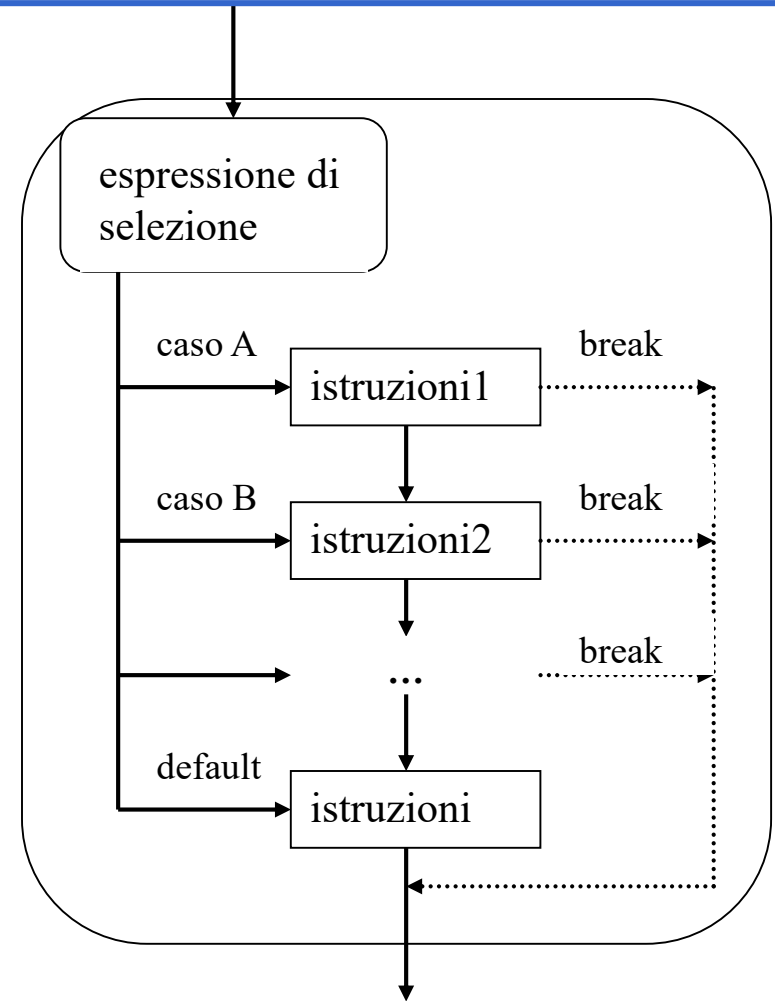 espressione di
selezione
caso A
break
istruzioni1
caso B
break
istruzioni2
break
...
default
istruzioni